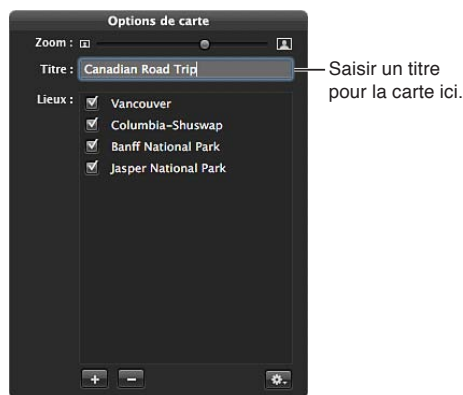 Options de carte
Zoom :
Titre : Canadian Road Trip
Saisir un titre
pour la carte ici.
Lieux :
Vancouver
Columbia–Shuswap
Banff National Park
Jasper National Park